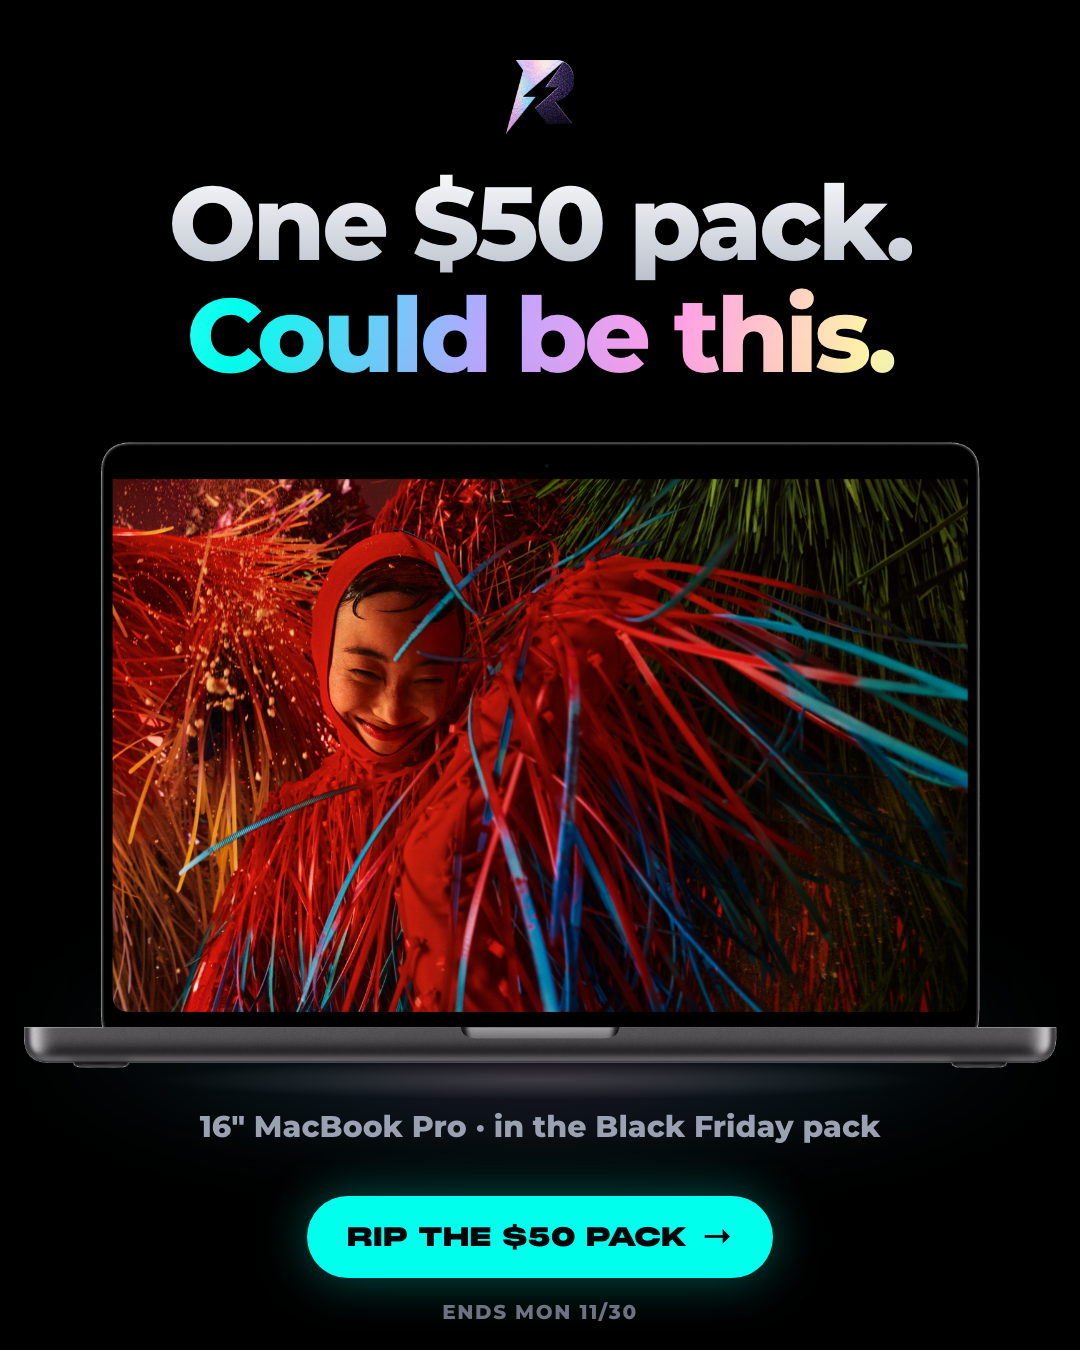 One $50 pack.
Could be this.
16" MacBook Pro · in the Black Friday pack
RIP THE $50 PACK →
ENDS MON 11/30